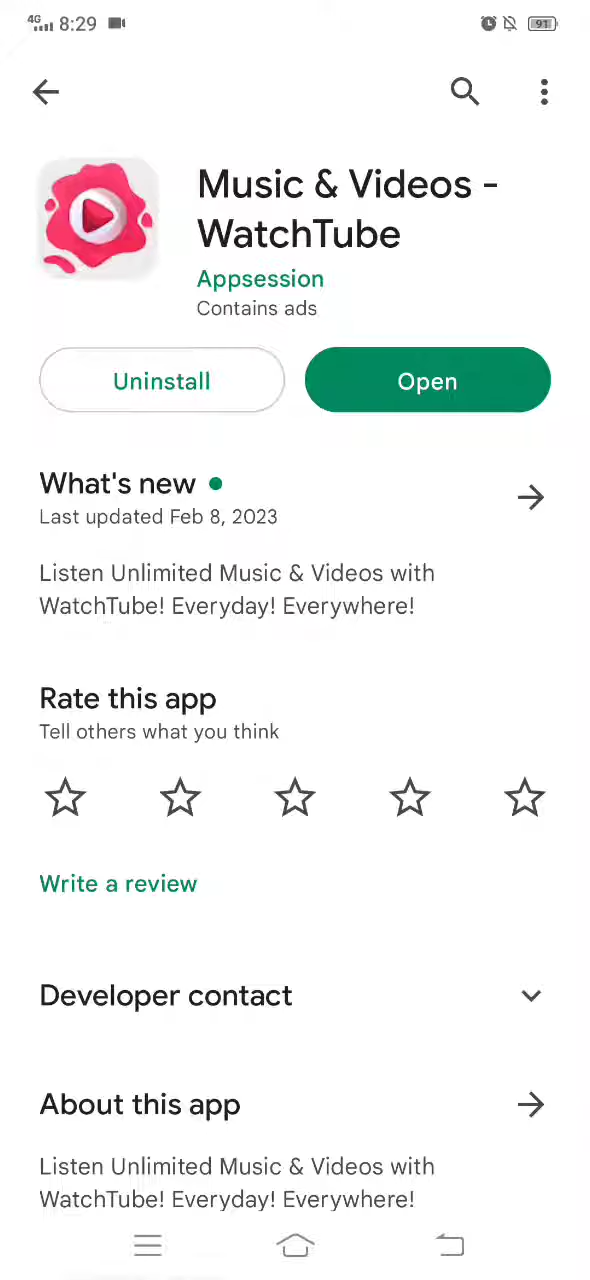 4G 8:29 91
Music & Videos -
WatchTube
Appsession
Contains ads
Uninstall
Open
What's new
Last updated Feb 8, 2023
Listen Unlimited Music & Videos with
WatchTube! Everyday! Everywhere!
Rate this app
Tell others what you think
Write a review
Developer contact
About this app
Listen Unlimited Music & Videos with
WatchTube! Everyday! Everywhere!